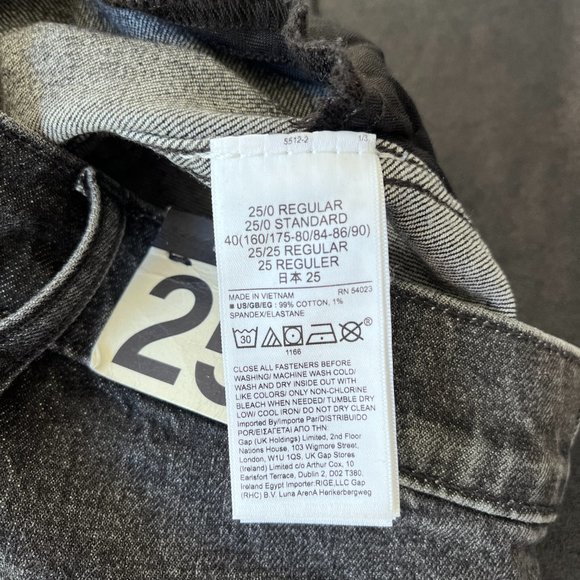 5512-2 1/3
25/0 REGULAR
25/0 STANDARD
40(160/175-80/84-86/90)
25/25 REGULAR
25 REGULER
日本 25
MADE IN VIETNAM RN 54023
■ US/GB/EG : 99% COTTON, 1%
SPANDEX/ELASTANE
30
®
1166
CLOSE ALL FASTENERS BEFORE
WASHING/ MACHINE WASH COLD/
WASH AND DRY INSIDE OUT WITH
LIKE COLORS/ ONLY NON-CHLORINE
BLEACH WHEN NEEDED/ TUMBLE DRY
LOW/ COOL IRON/ DO NOT DRY CLEAN
Imported By/Importe Par/DISTRIBUIDO
POR/ΕΙΣΑΓΕΤΑΙ ΑΠΟ ΤΗΝ.
Gap (UK Holdings) Limited, 2nd Floor
Nations House, 103 Wigmore Street,
London, W1U 1QS, UK Gap Stores
(Ireland) Limited c/o Arthur Cox, 10
Earlsfort Terrace, Dublin 2, D02 T380,
Ireland Egypt Importer:RIGE,LLC Gap
(RHC) B.V. Luna ArenA Herikerbergweg
25